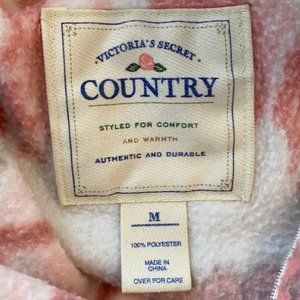 VICTORIA'S SECRET
COUNTRY
STYLED FOR COMFORT
AND WARMTH
AUTHENTIC AND DURABLE
M
100% POLYESTER
MADE IN
CHINA
OVER FOR CARE